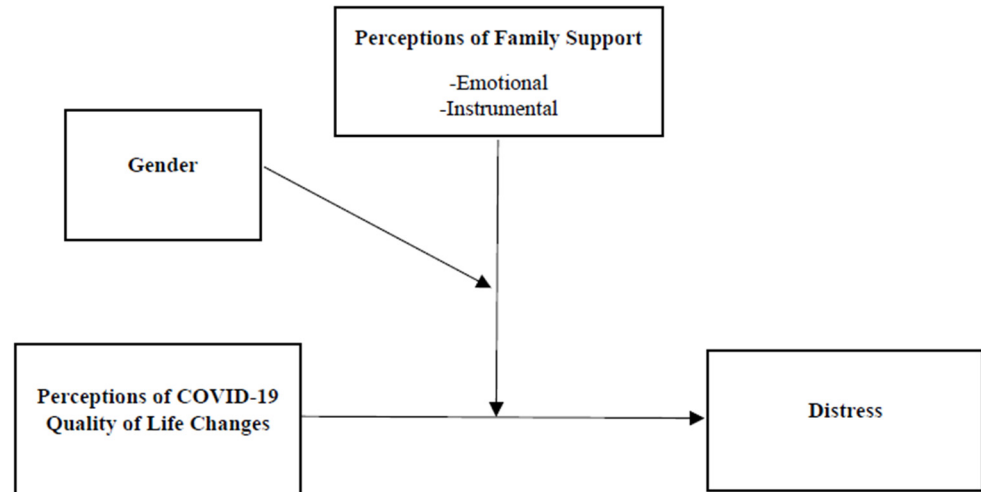 Perceptions of Family Support
-Emotional
-Instrumental
Gender
Perceptions of COVID-19
Quality of Life Changes
Distress